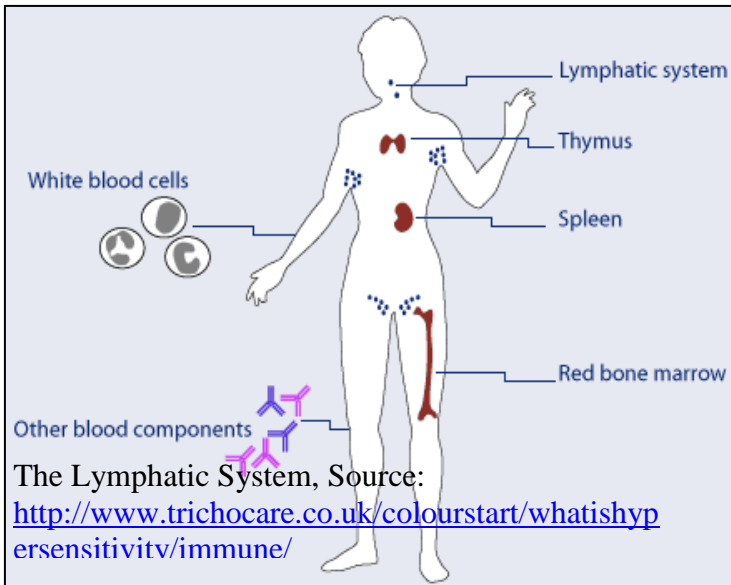 Lymphatic system
Thymus
White blood cells
Spleen
Red bone marrow
Other blood components
The Lymphatic System, Source:
http://www.trichocare.co.uk/colourstart/whatishyp
ersensitivity/immune/